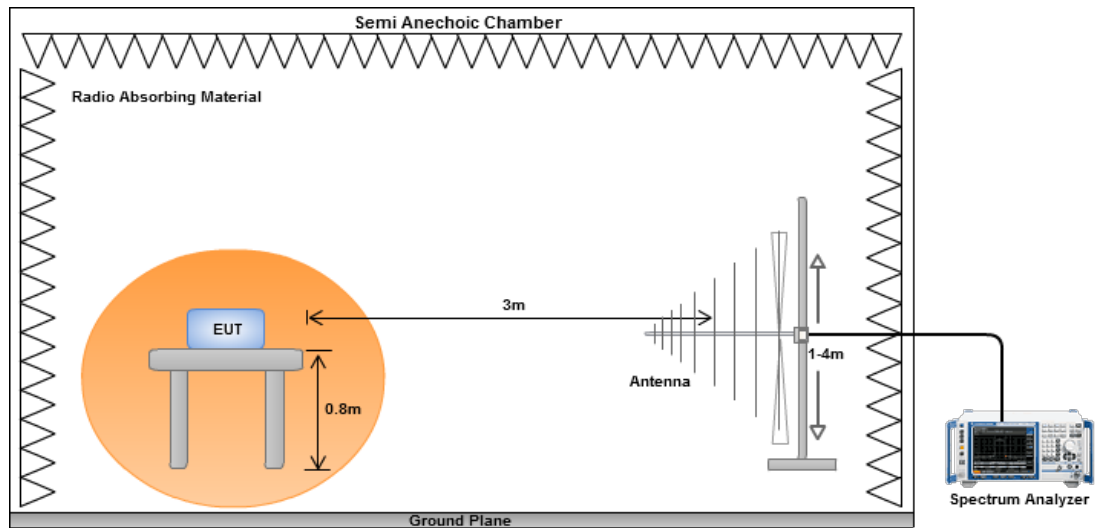 Semi Anechoic Chamber
Radio Absorbing Material
3m
EUT
1-4m
Antenna
0.8m
Spectrum Analyzer
Ground Plane